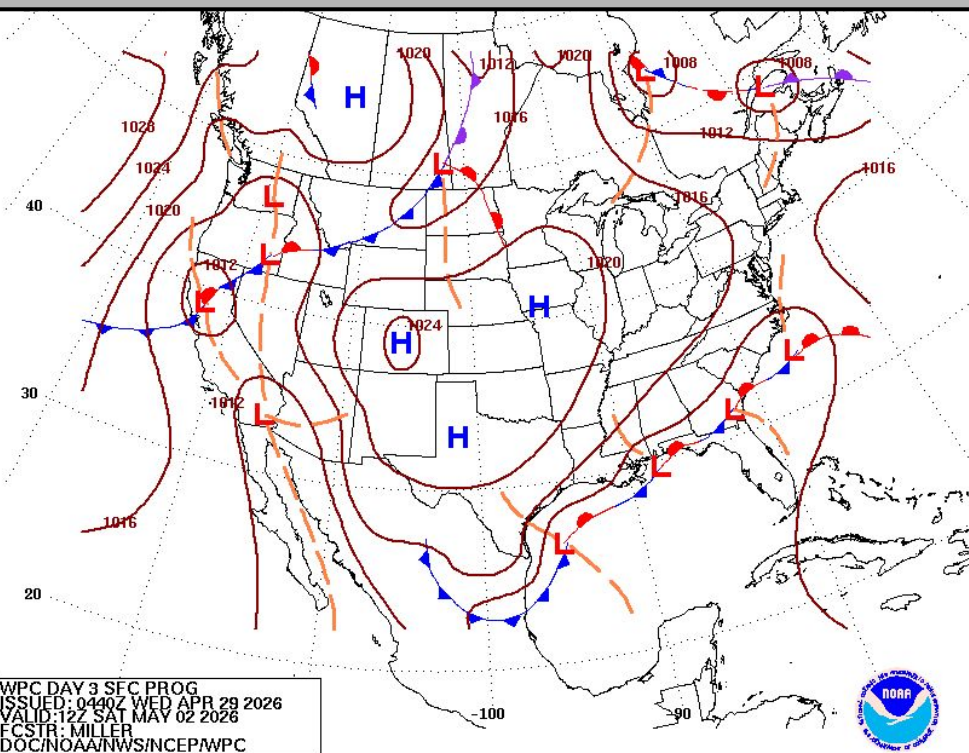 1020
1012
1020
1008
1008
H
L
L
1016
1028
1012
1024
L
1016
L
1016
40
1020
1012
L
1020
H
L
1024
H
L
30
1012
L
L
H
L
1016
L
20
-100
-90
WPC DAY 3 SFC PROG
ISSUED: 0440Z WED APR 29 2026
VALID:12Z SAT MAY 02 2026
FCSTR: MILLER
DOC/NOAA/NWS/NCEP/WPC
NOAA